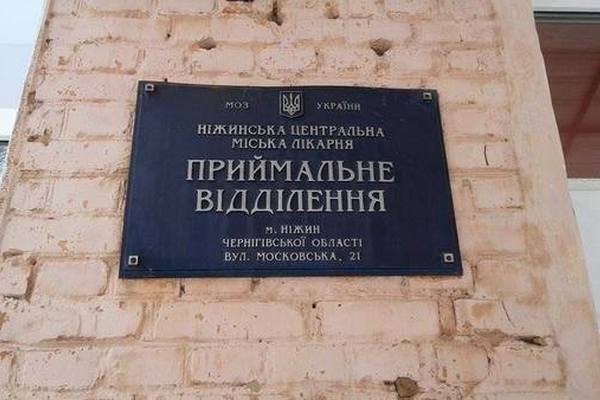 МОЗ УКРАЇНИ
НІЖИНСЬКА ЦЕНТРАЛЬНА
МІСЬКА ЛІКАРНЯ
ПРИЙМАЛЬНЕ
ВІДДІЛЕННЯ
м. НІЖИН
ЧЕРНІГІВСЬКОЇ ОБЛАСТІ
ВУЛ. МОСКОВСЬКА, 21